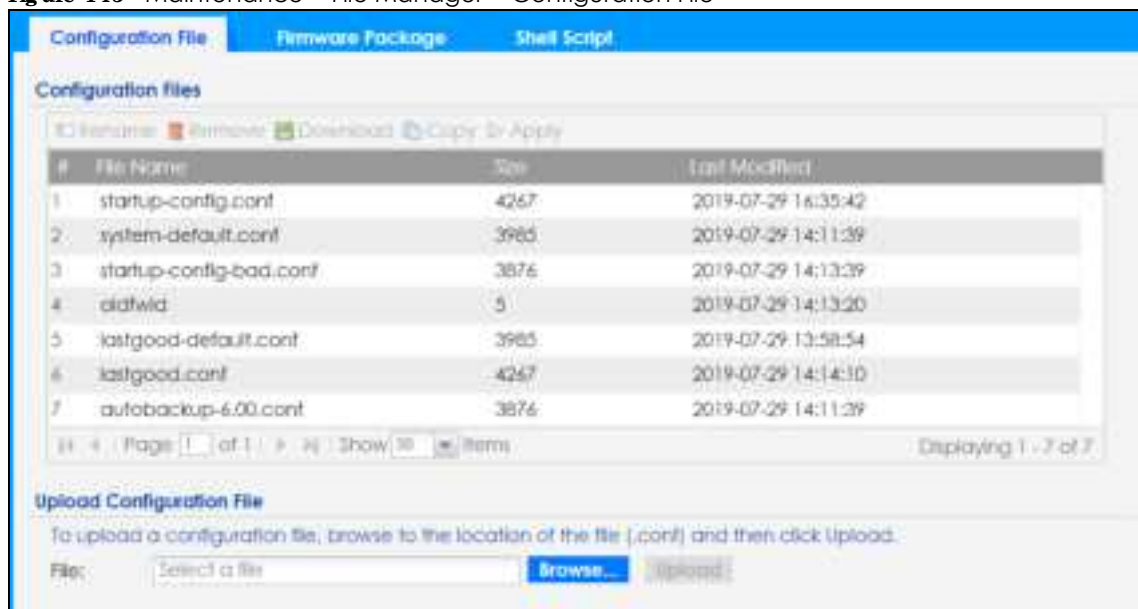 Maintenance File Manager Configuration File
Configuration File Firmware Package Shell Script
Configuration Files
Rename Remove Download Copy Apply
# File Name Size Last Modified
1 startup-config.conf 4267 2019-07-29 16:35:42
2 system-default.conf 3985 2019-07-29 14:11:39
3 startup-config-bad.conf 3876 2019-07-29 14:13:39
4 oldfwid 5 2019-07-29 14:13:20
5 lastgood-default.conf 3985 2019-07-29 13:58:54
6 lastgood.conf 4267 2019-07-29 14:14:10
7 autobackup-6.00.conf 3876 2019-07-29 14:11:39
Page 1 of 1 Show items Displaying 1 - 7 of 7
Upload Configuration File
To upload a configuration file, browse to the location of the file (.conf) and then click Upload.
File: Select a file Browse... Upload